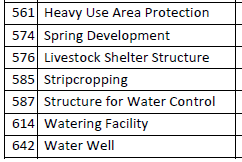 561 Heavy Use Area Protection
574 Spring Development
576 Livestock Shelter Structure
585 Stripcropping
587 Structure for Water Control
614 Watering Facility
642 Water Well